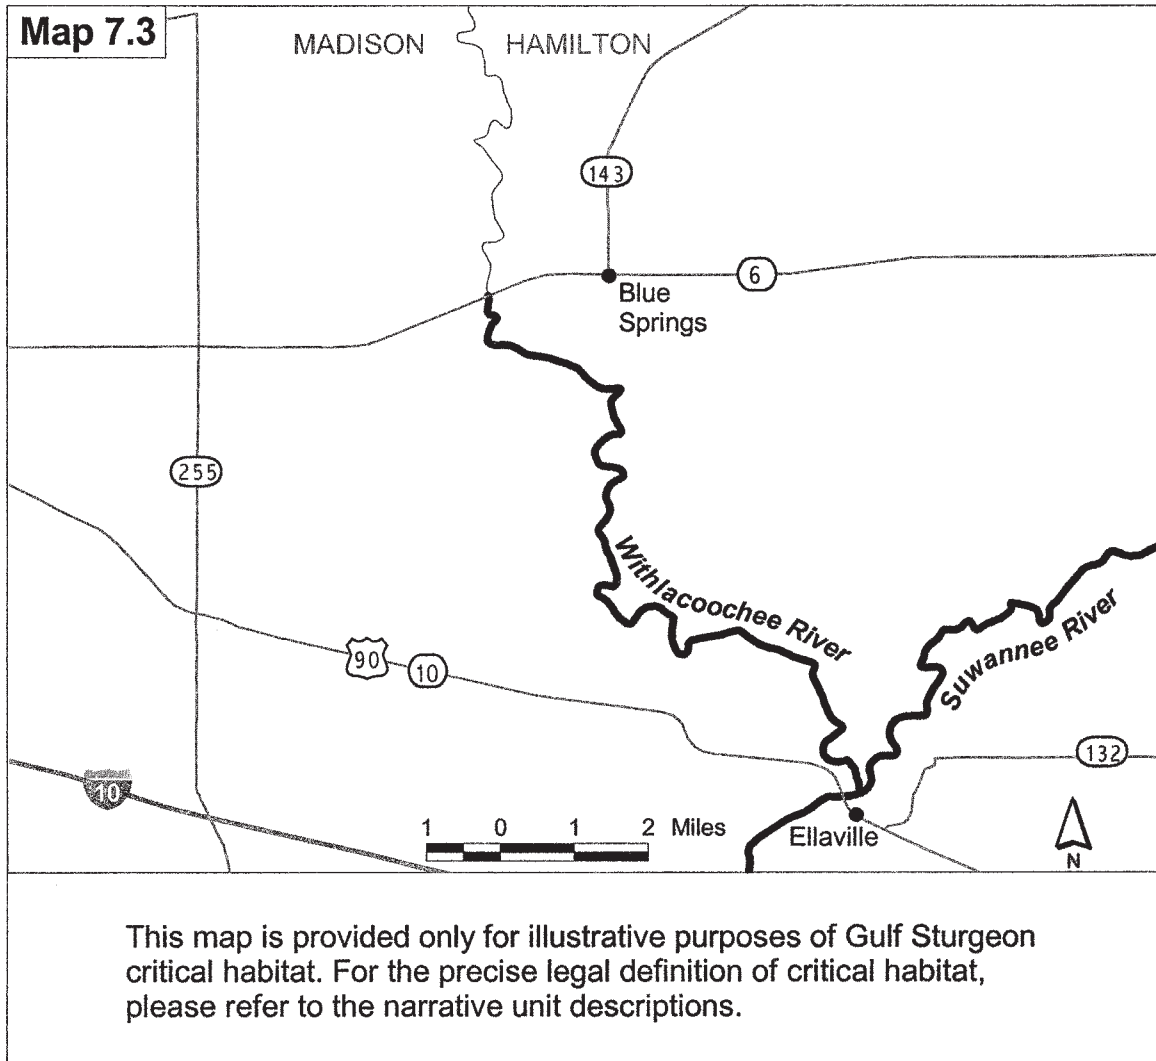 Map 7.3
MADISON
HAMILTON
143
6
Blue
Springs
255
Withlacoochee River
Suwannee River
90
10
132
10
1 0 1 2 Miles
Ellaville
N
This map is provided only for illustrative purposes of Gulf Sturgeon
critical habitat. For the precise legal definition of critical habitat,
please refer to the narrative unit descriptions.